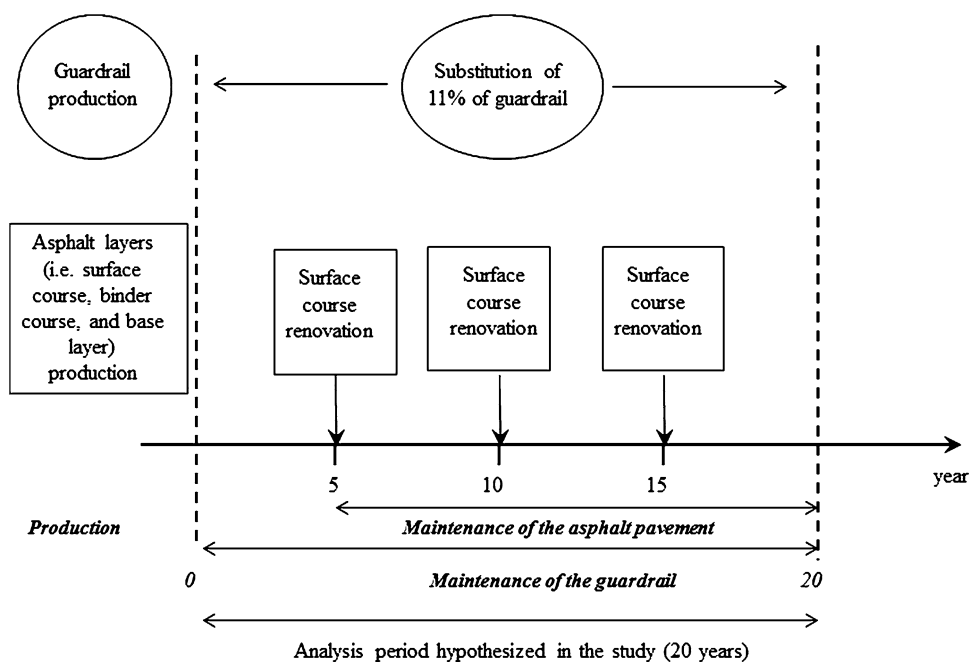 Guardrail
production
Substitution of
11% of guardrail
Asphalt layers
(i.e. surface
course, binder
course, and base
layer)
production
Surface
course
renovation
Surface
course
renovation
Surface
course
renovation
5
10
15
year
Production
Maintenance of the asphalt pavement
0
Maintenance of the guardrail
20
Analysis period hypothesized in the study (20 years)